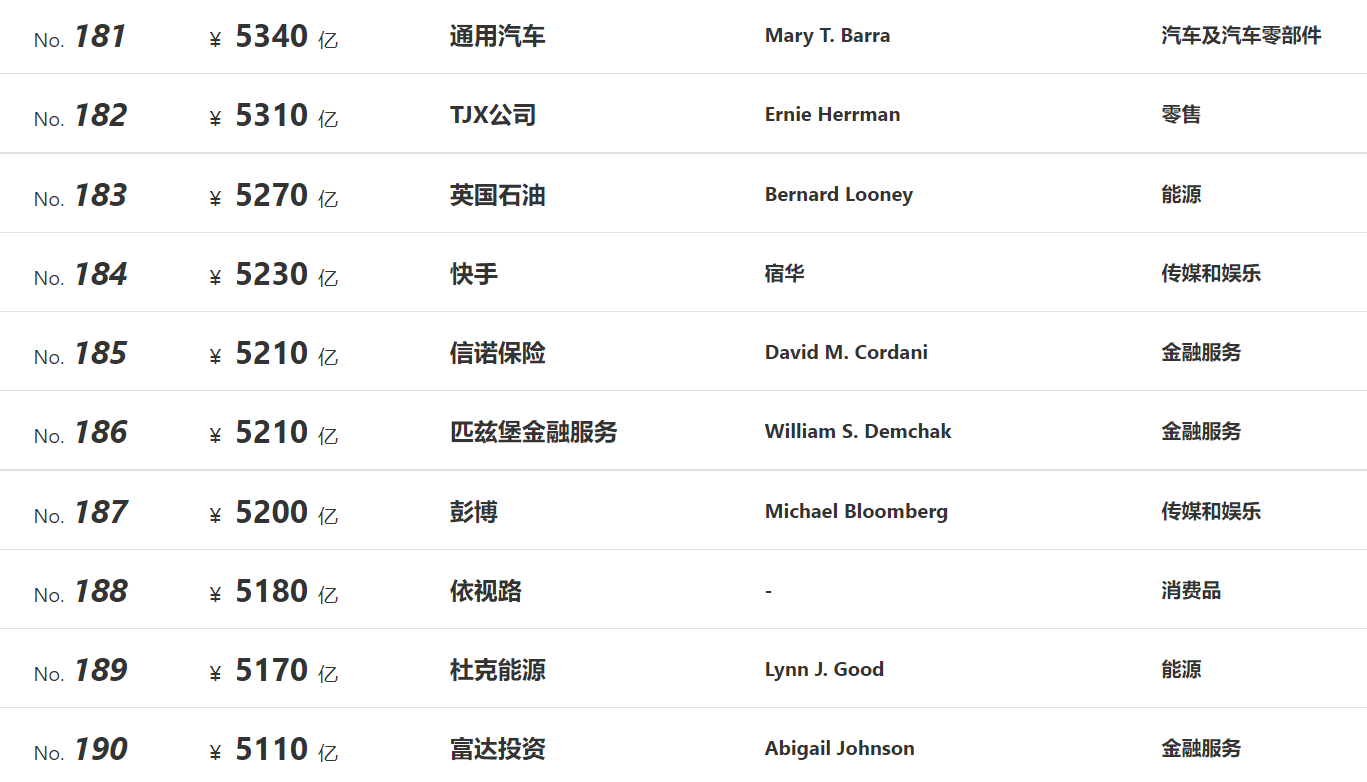 No. 181 ¥ 5340 亿 通用汽车 Mary T. Barra 汽车及汽车零部件
No. 182 ¥ 5310 亿 TJX公司 Ernie Herrman 零售
No. 183 ¥ 5270 亿 英国石油 Bernard Looney 能源
No. 184 ¥ 5230 亿 快手 宿华 传媒和娱乐
No. 185 ¥ 5210 亿 信诺保险 David M. Cordani 金融服务
No. 186 ¥ 5210 亿 匹兹堡金融服务 William S. Demchak 金融服务
No. 187 ¥ 5200 亿 彭博 Michael Bloomberg 传媒和娱乐
No. 188 ¥ 5180 亿 依视路 - 消费品
No. 189 ¥ 5170 亿 杜克能源 Lynn J. Good 能源
No. 190 ¥ 5110 亿 富达投资 Abigail Johnson 金融服务